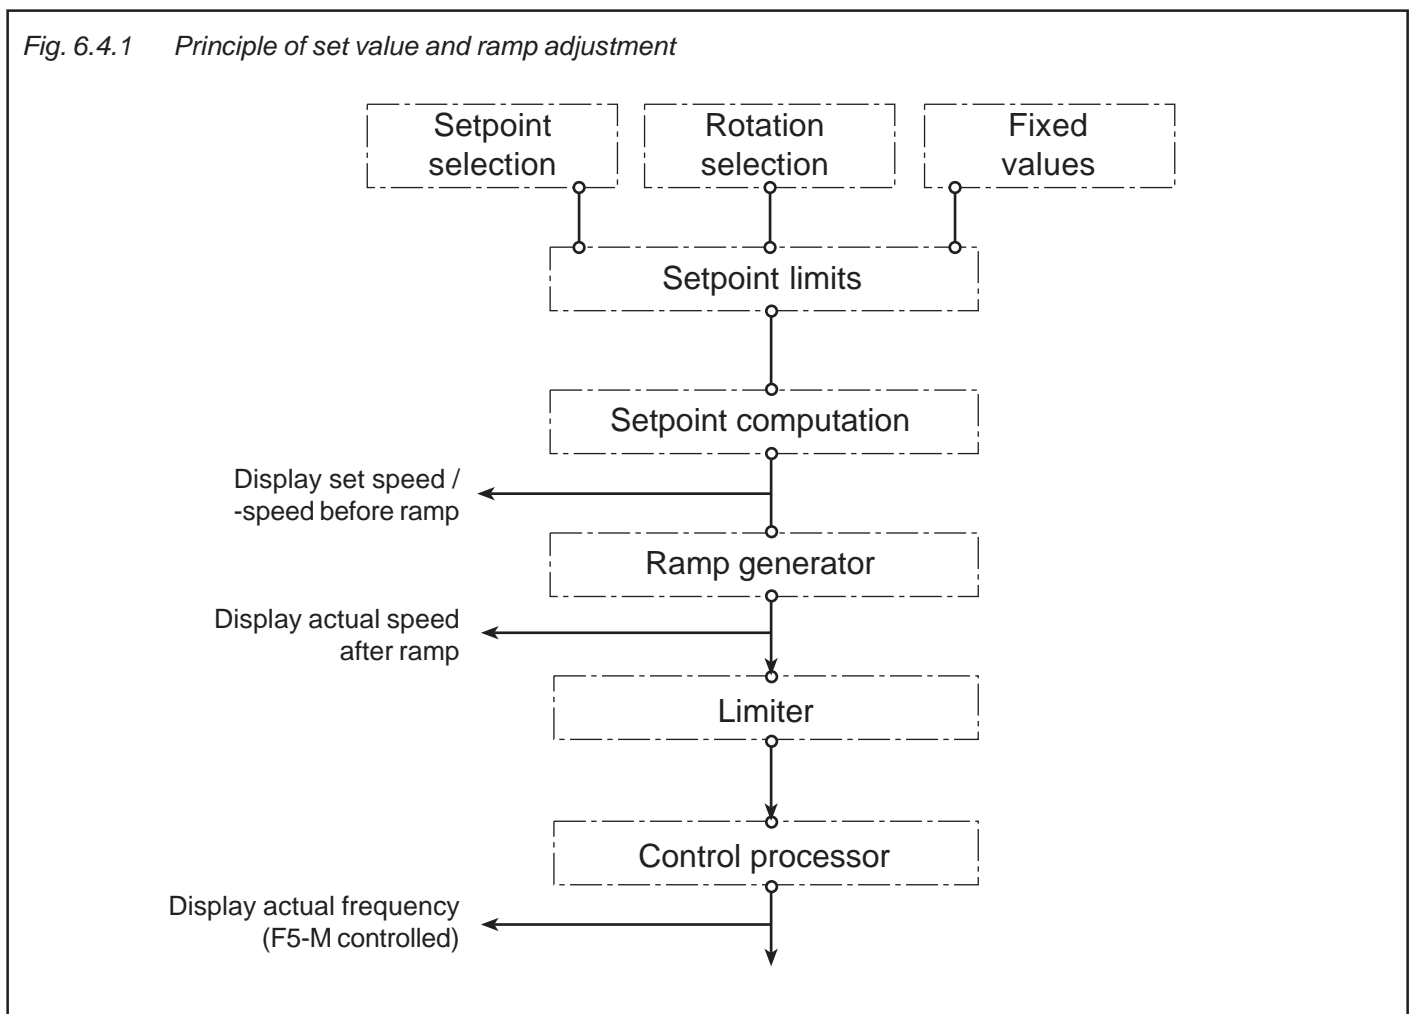 Fig. 6.4.1 Principle of set value and ramp adjustment
Setpoint
selection
Rotation
selection
Fixed
values
Setpoint limits
Setpoint computation
Display set speed /
-speed before ramp
Ramp generator
Display actual speed
after ramp
Limiter
Control processor
Display actual frequency
(F5-M controlled)